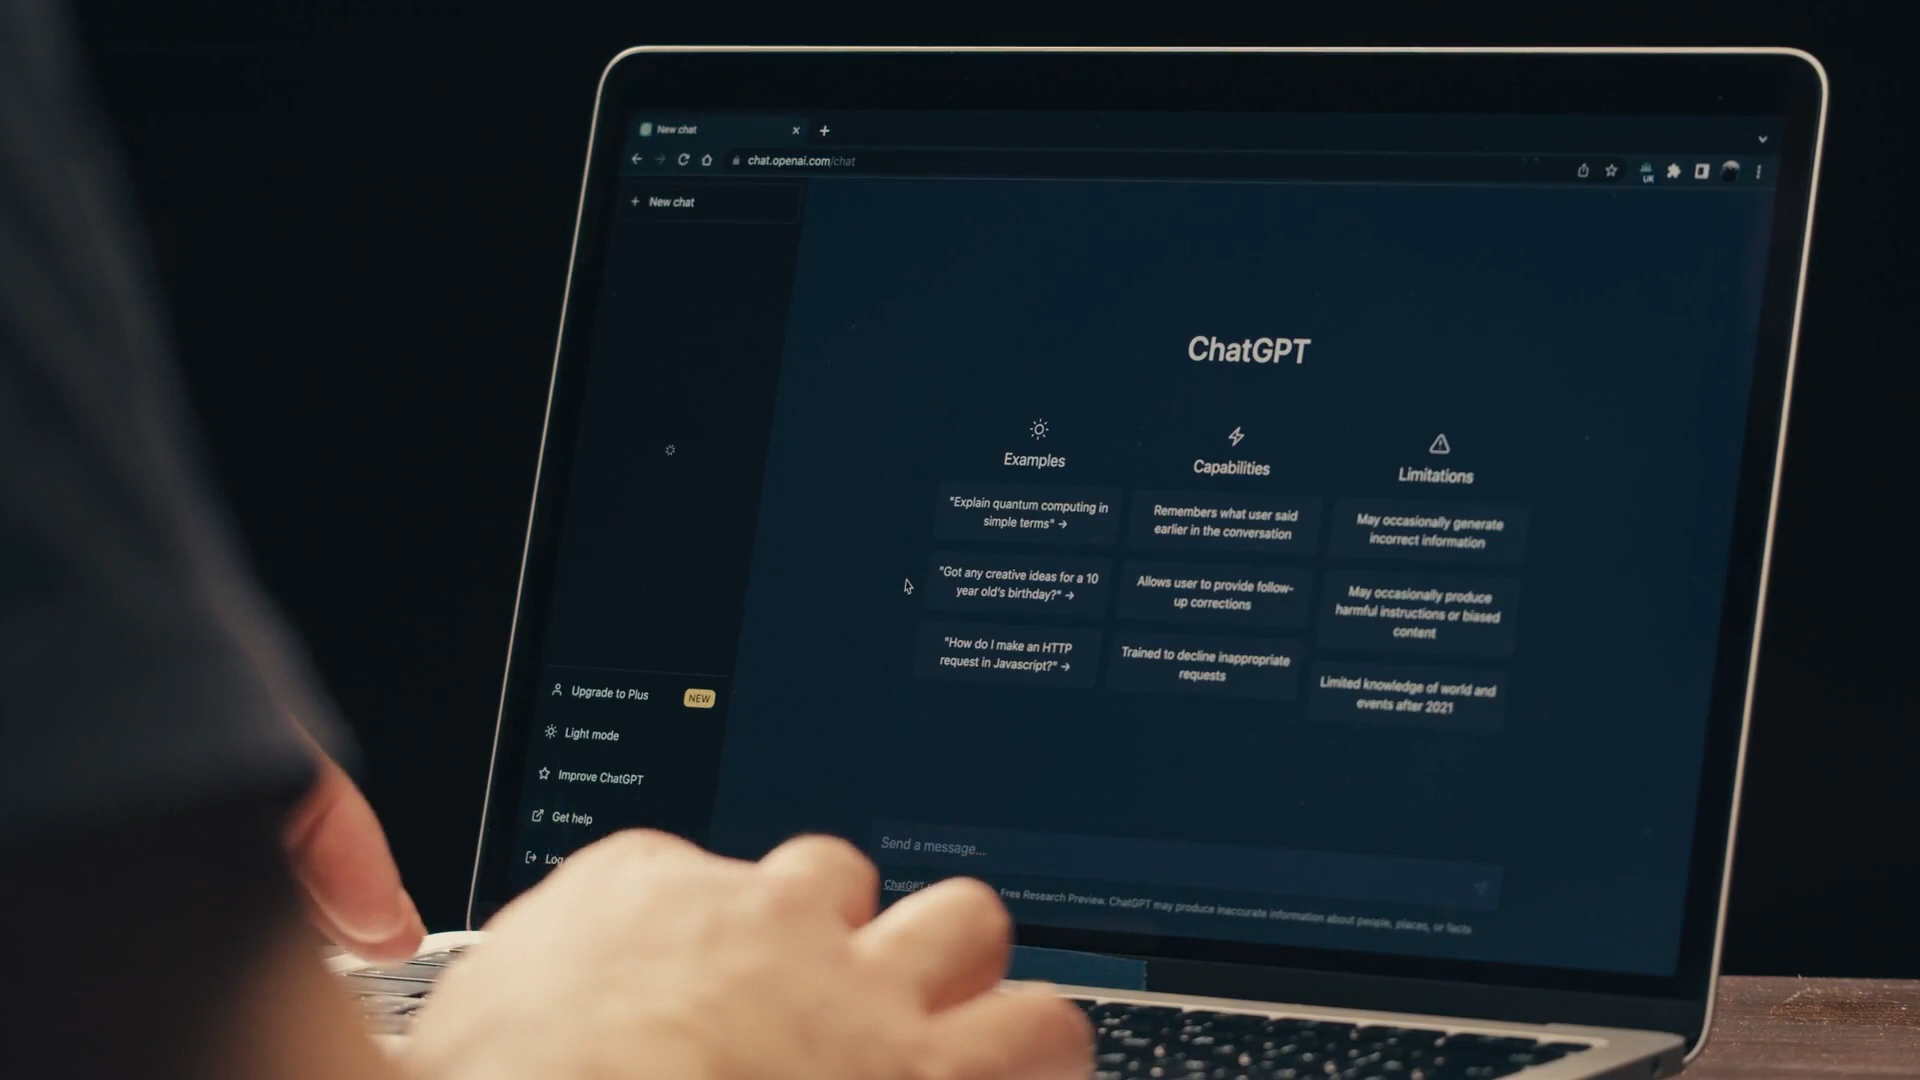 New chat
chat.openai.com/chat
UK
New chat
ChatGPT
Examples
"Explain quantum computing in
simple terms" →
"Got any creative ideas for a 10
year old's birthday?" →
"How do I make an HTTP
request in Javascript?" →
Capabilities
Remembers what user said
earlier in the conversation
Allows user to provide follow-
up corrections
Trained to decline inappropriate
requests
Limitations
May occasionally generate
incorrect information
May occasionally produce
harmful instructions or biased
content
Limited knowledge of world and
events after 2021
Upgrade to Plus NEW
Light mode
Improve ChatGPT
Get help
Log
Send a message...
ChatGPT Free Research Preview. ChatGPT may produce inaccurate information about people, places, or facts